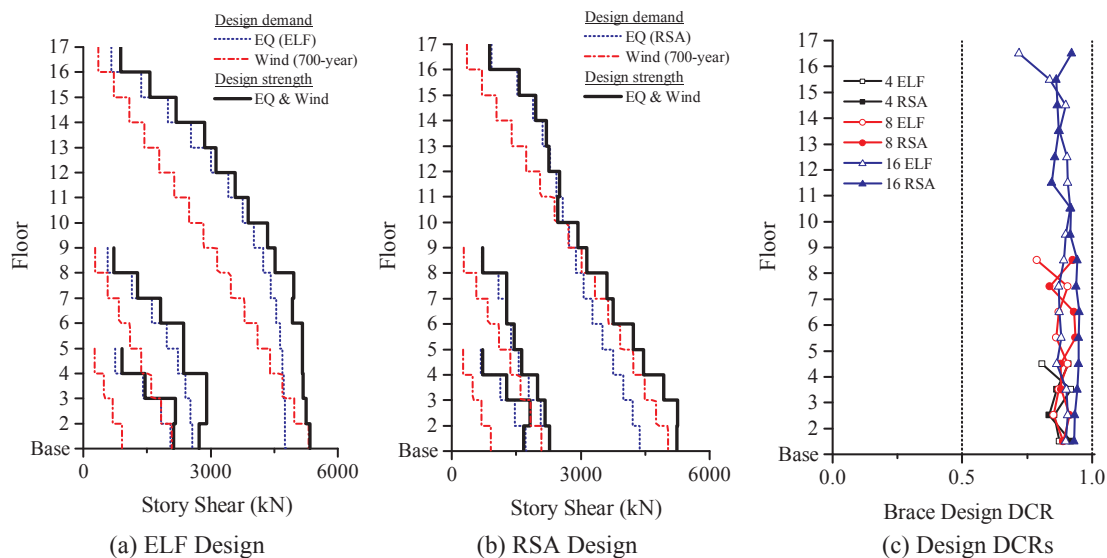 Design demand
EQ (ELF)
Wind (700-year)
Design strength
EQ & Wind
17
16
15
14
13
12
11
10
9
8
7
6
5
4
3
2
Base
Floor
0
3000
6000
Story Shear (kN)
(a) ELF Design
Design demand
EQ (RSA)
Wind (700-year)
Design strength
EQ & Wind
17
16
15
14
13
12
11
10
9
8
7
6
5
4
3
2
Base
Floor
0
3000
6000
Story Shear (kN)
(b) RSA Design
4 ELF
4 RSA
8 ELF
8 RSA
16 ELF
16 RSA
17
16
15
14
13
12
11
10
9
8
7
6
5
4
3
2
Base
Floor
0.0
0.5
1.0
Brace Design DCR
(c) Design DCRs